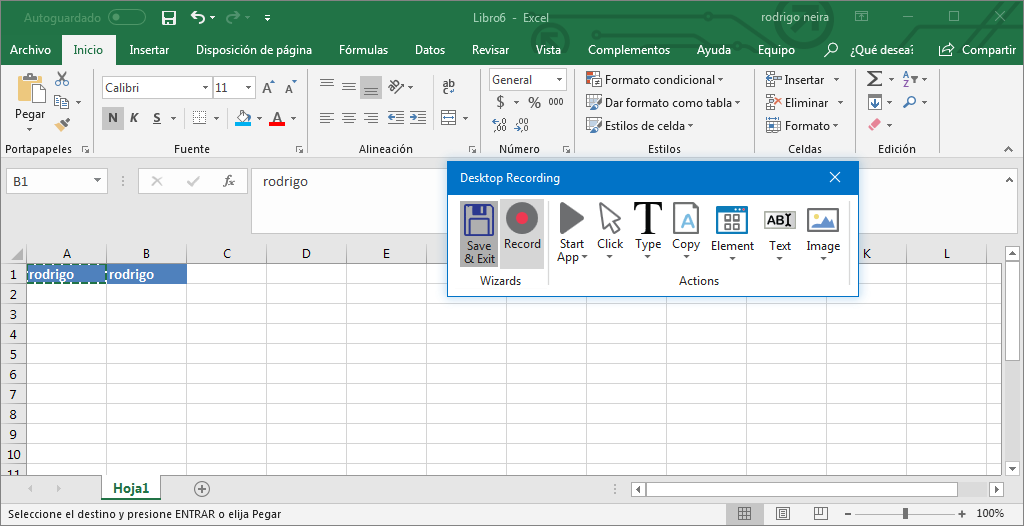 Autoguardado
Libro6 - Excel
rodrigo neira
Archivo Inicio Insertar Disposición de página Fórmulas Datos Revisar Vista Complementos Ayuda Equipo ¿Qué desea? Compartir
Pegar
Calibri 11
N K S
A A
A
ab
c
General
$ % 000
,00
,0
Formato condicional
Dar formato como tabla
Estilos de celda
Insertar
Eliminar
Formato
Σ
A
Z
Portapapeles Fuente Alineación Número Estilos Celdas Edición
B1 fx rodrigo
Desktop Recording
Save & Exit
Record
Start App
Click
T
Type
A
Copy
Element
AB
Text
Image
Wizards Actions
A B C D E K L
1 rodrigo rodrigo
2
3
4
5
6
7
8
9
10
11
Hoja1
Seleccione el destino y presione ENTRAR o elija Pegar
100%